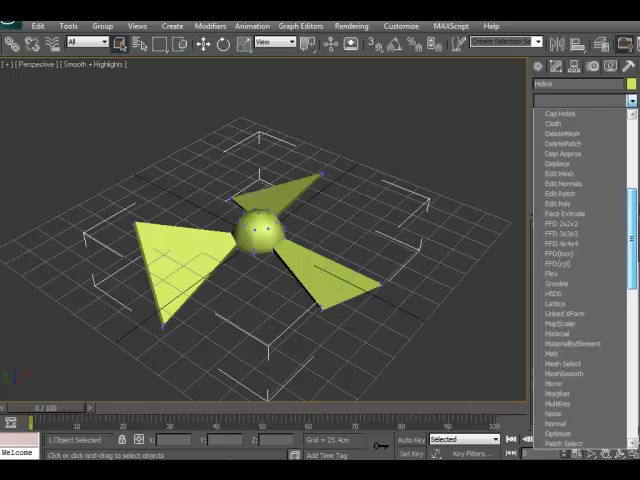 Edit Tools Group Views Create Modifiers Animation Graph Editors Rendering Customize MAXScript Help
All View Create Selection Se
[ + ] [ Perspective ] [ Smooth + Highlights ]
Helice
Cap Holes
Cloth
DeleteMesh
DeletePatch
Disp Approx
Displace
Edit Mesh
Edit Normals
Edit Patch
Edit Poly
Face Extrude
FFD 2x2x2
FFD 3x3x3
FFD 4x4x4
FFD(box)
FFD(cyl)
Flex
Greeble
HSDS
Lattice
Linked XForm
MapScaler
Material
MaterialByElement
Melt
Mesh Select
MeshSmooth
Mirror
Morpher
MultiRes
Noise
Normal
Optimize
Patch Select
0 / 100
0 10 20 30 40 50 60 70 80 90 100
1 Object Selected X: Y: Z: Grid = 25.4cm Auto Key Selected
Welcome Click or click-and-drag to select objects Add Time Tag Set Key Key Filters... 0